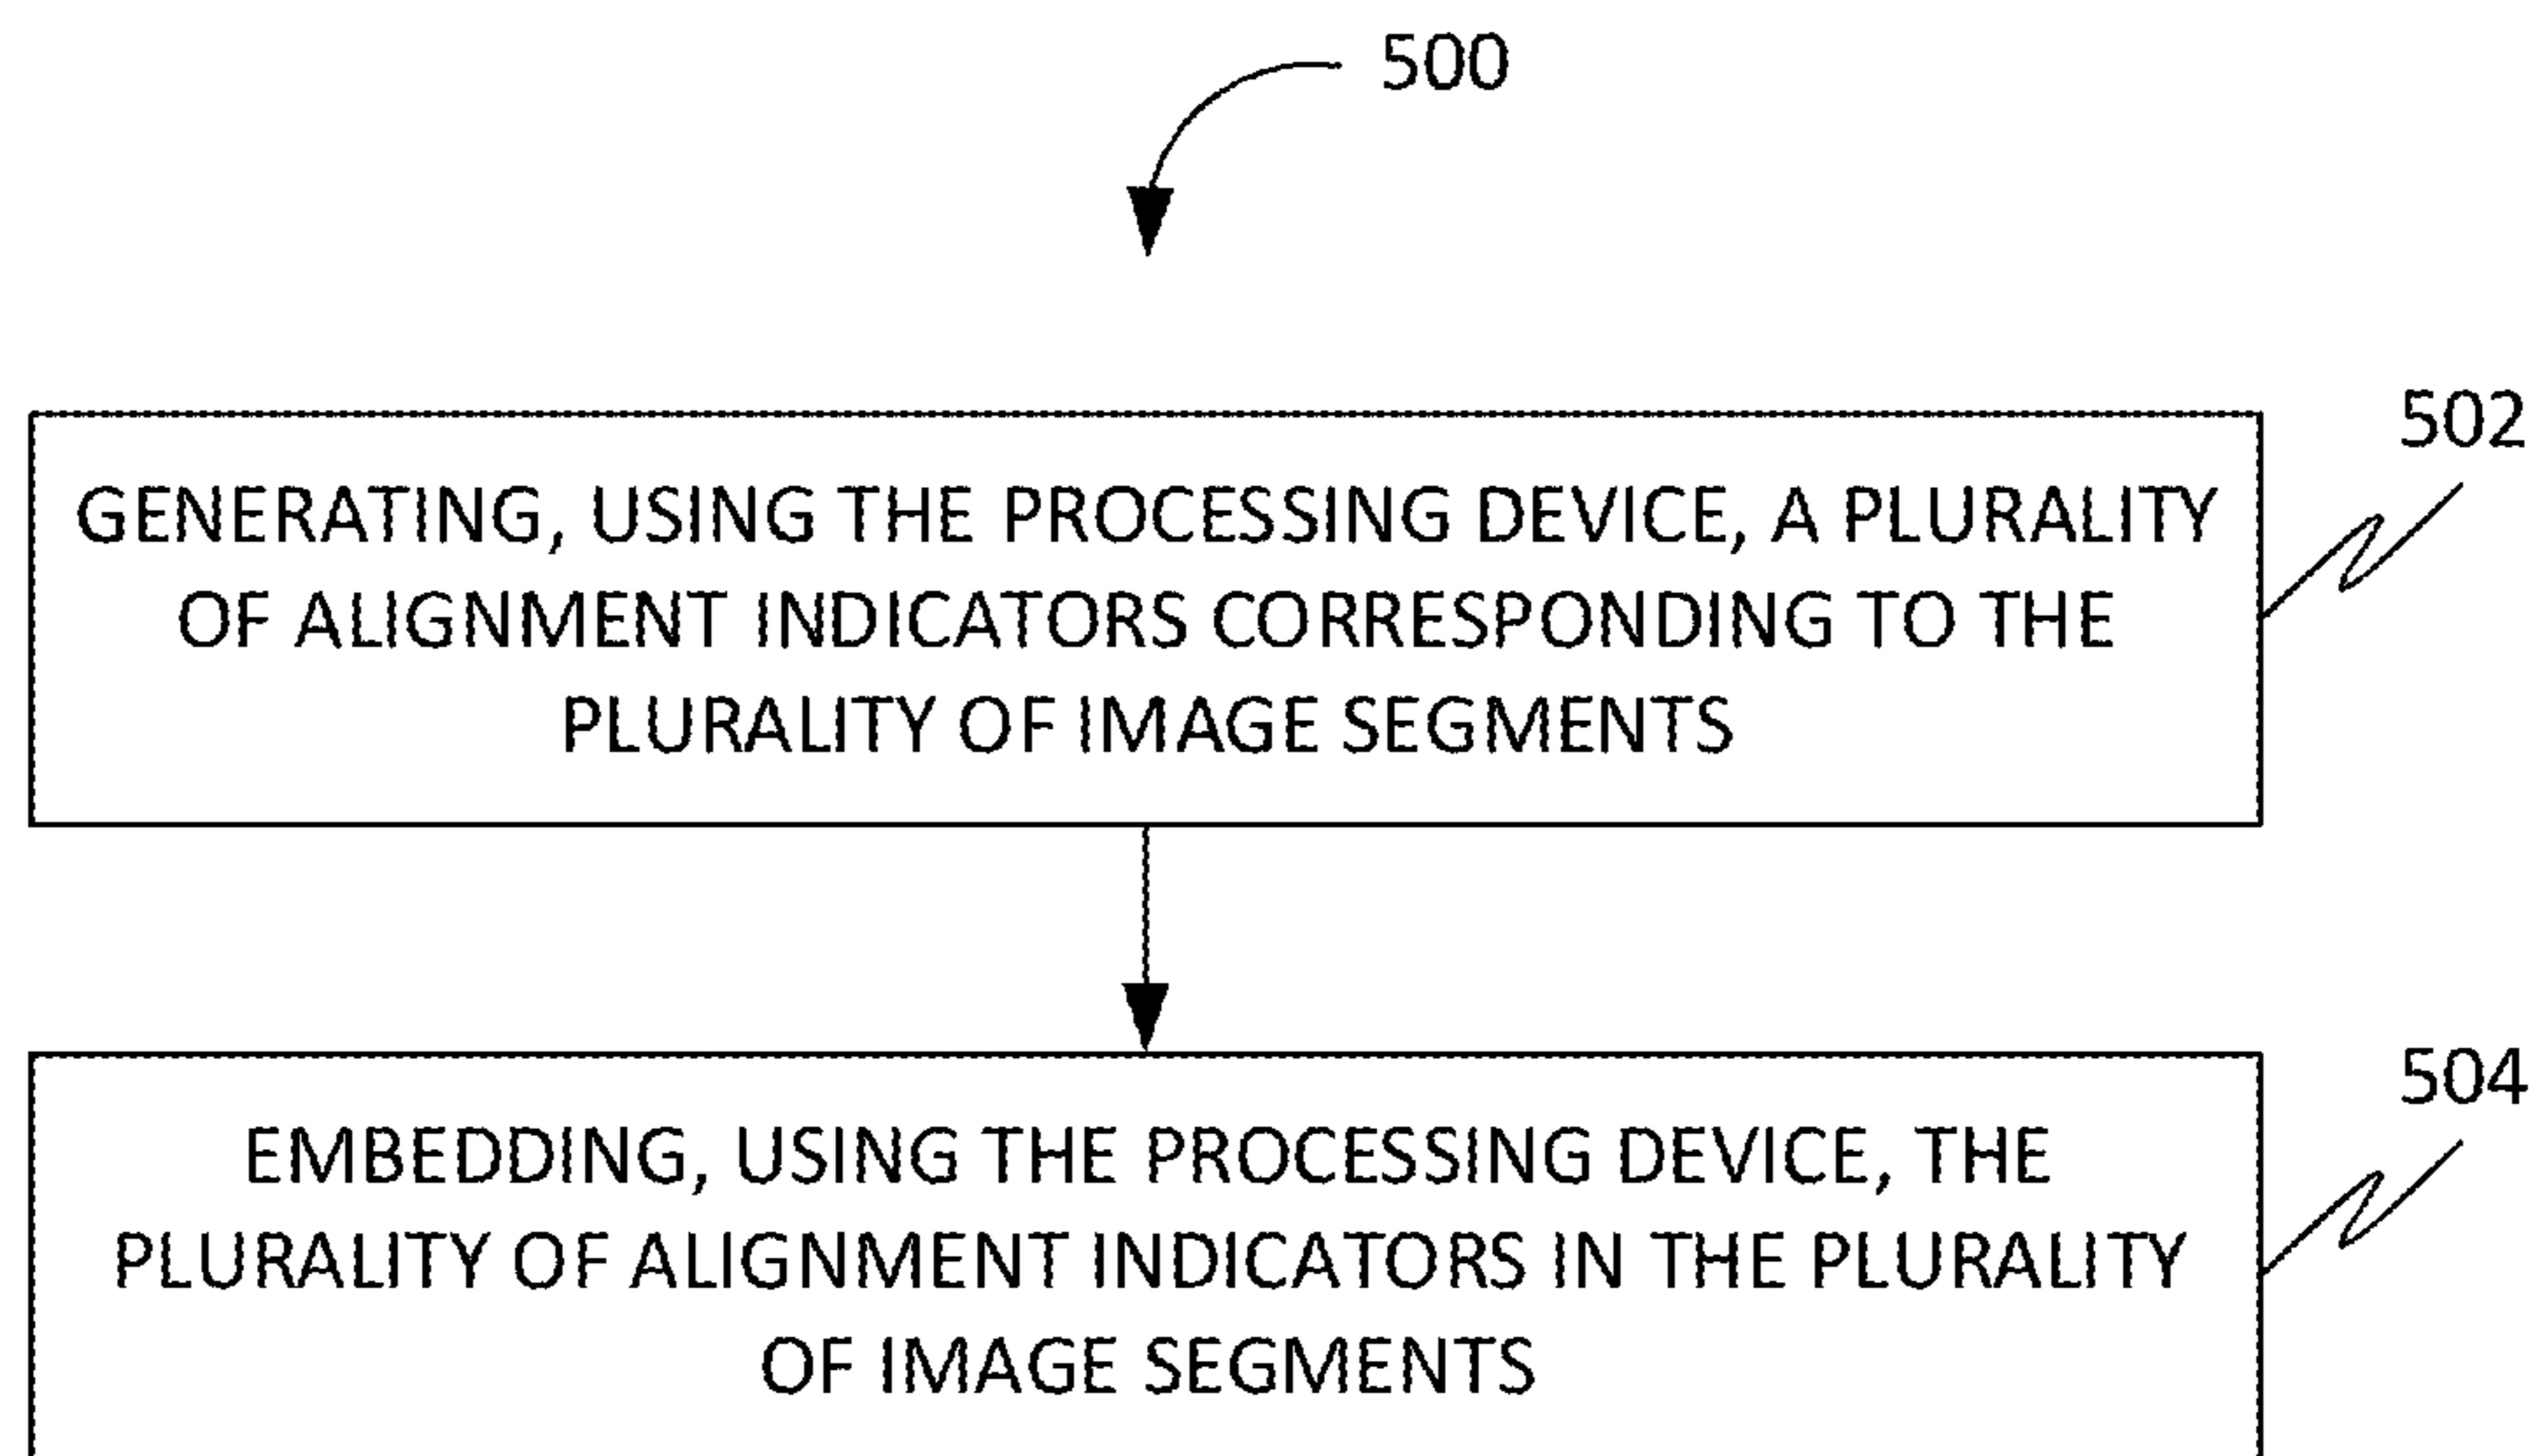 500
502
GENERATING, USING THE PROCESSING DEVICE, A PLURALITY
OF ALIGNMENT INDICATORS CORRESPONDING TO THE
PLURALITY OF IMAGE SEGMENTS
504
EMBEDDING, USING THE PROCESSING DEVICE, THE
PLURALITY OF ALIGNMENT INDICATORS IN THE PLURALITY
OF IMAGE SEGMENTS